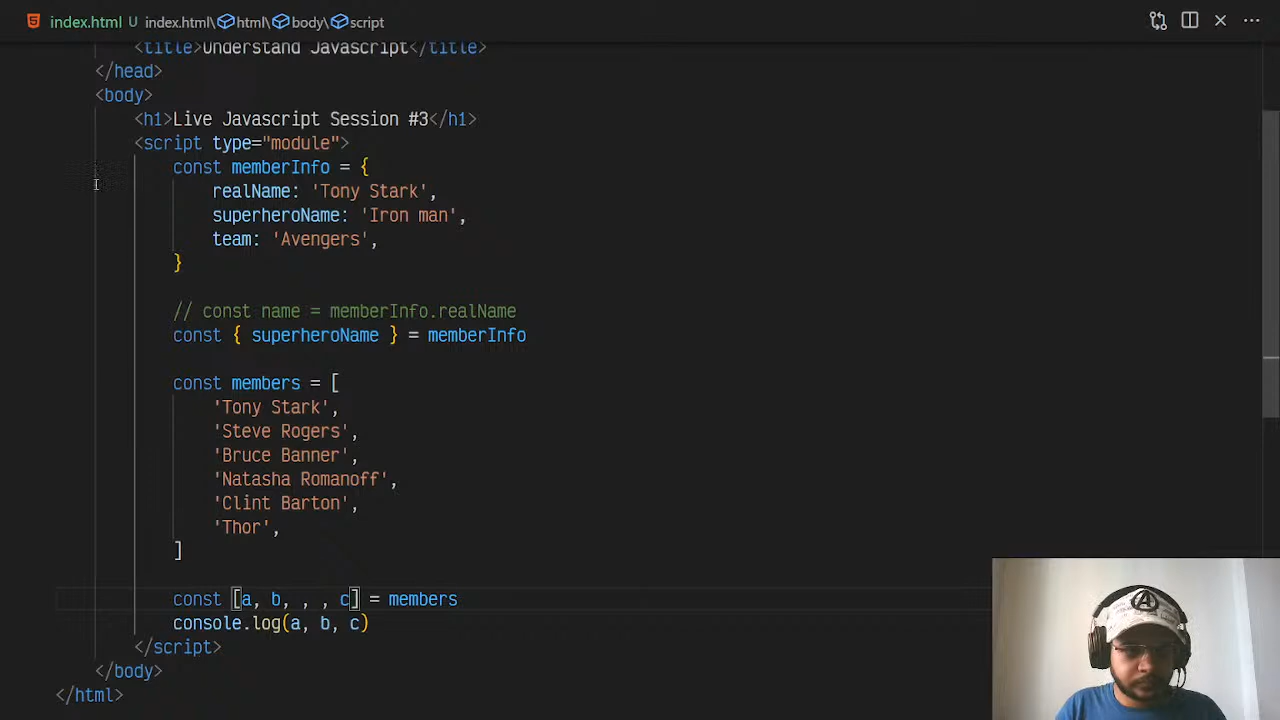 index.html U index.html\html\body\script
<title>Understand Javascript</title>
</head>
<body>
<h1>Live Javascript Session #3</h1>
<script type="module">
const memberInfo = {
realName: 'Tony Stark',
superheroName: 'Iron man',
team: 'Avengers',
}
// const name = memberInfo.realName
const { superheroName } = memberInfo
const members = [
'Tony Stark',
'Steve Rogers',
'Bruce Banner',
'Natasha Romanoff',
'Clint Barton',
'Thor',
]
const [a, b, , , c] = members
console.log(a, b, c)
</script>
</body>
</html>